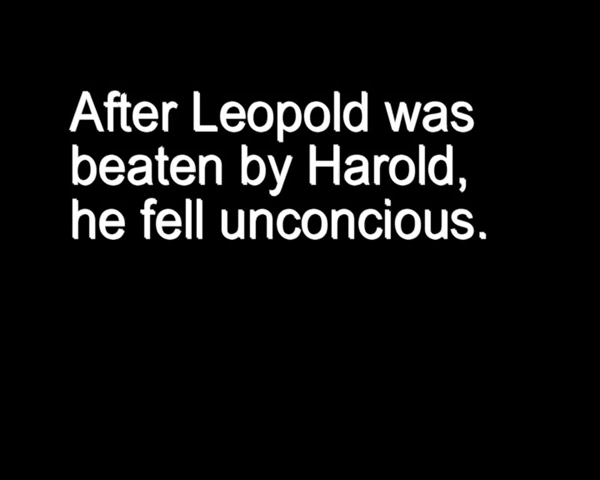 After Leopold was
beaten by Harold,
he fell unconcious.